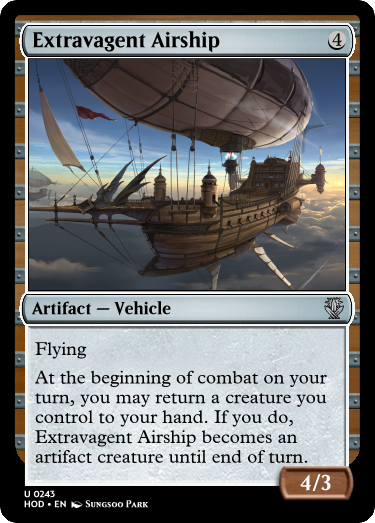 Extravagent Airship 4
Artifact — Vehicle
Flying
At the beginning of combat on your
turn, you may return a creature you
control to your hand. If you do,
Extravagent Airship becomes an
artifact creature until end of turn.
4/3
U 0243
HOD • EN Sungsoo Park